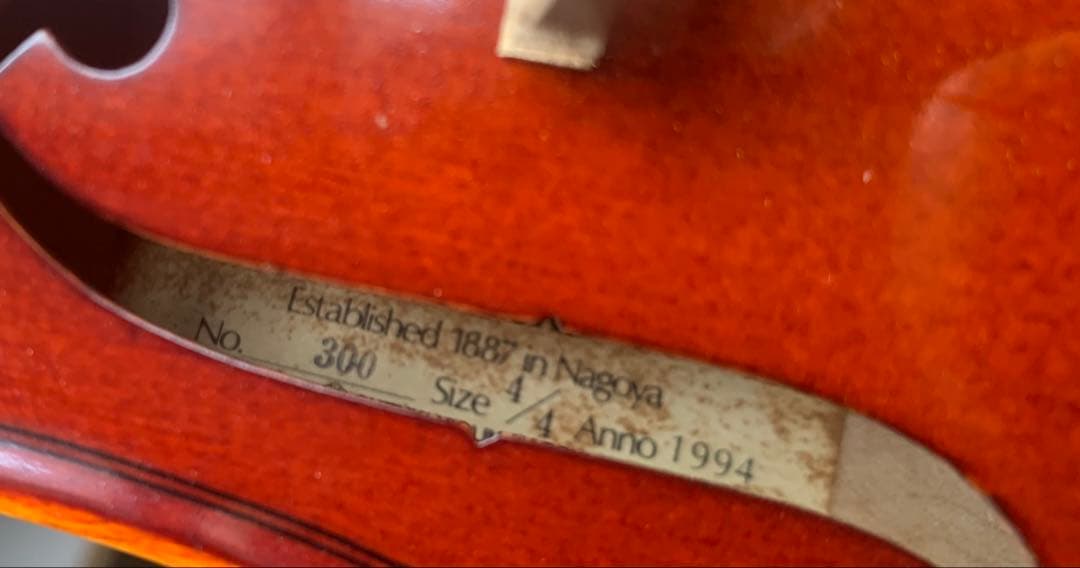 Established 1887 in Nagoya
No. 300 Size 4/4 Anno 1994